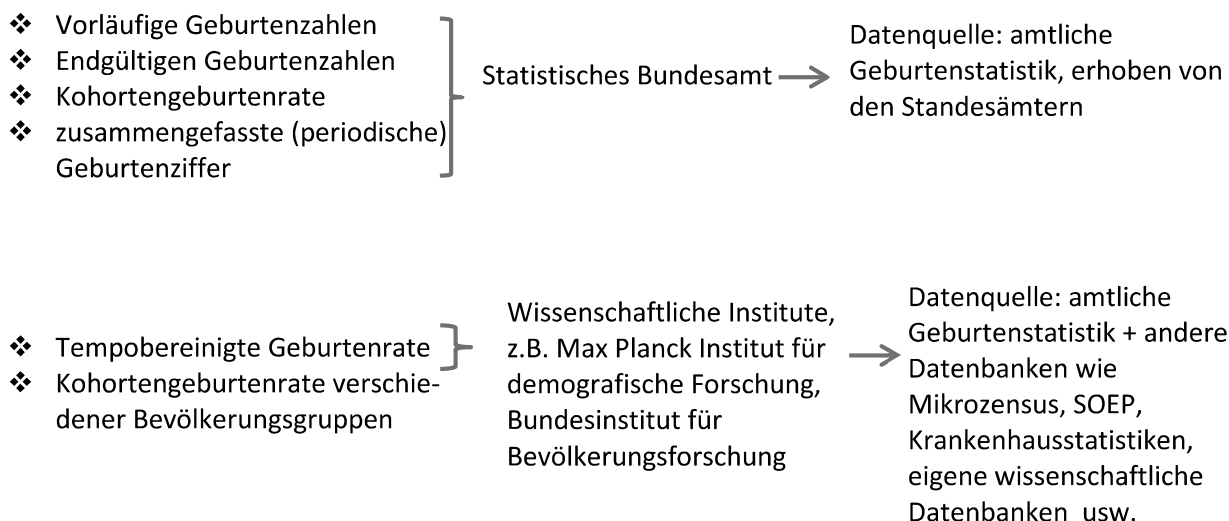 ❖ Vorläufige Geburtenzahlen
❖ Endgültigen Geburtenzahlen
❖ Kohortengeburtenrate
❖ zusammengefasste (periodische)
Geburtenziffer
Statistisches Bundesamt
Datenquelle: amtliche
Geburtenstatistik, erhoben von
den Standesämtern
❖ Tempobereinigte Geburtenrate
❖ Kohortengeburtenrate verschie-
dener Bevölkerungsgruppen
Wissenschaftliche Institute,
z.B. Max Planck Institut für
demografische Forschung,
Bundesinstitut für
Bevölkerungsforschung
Datenquelle: amtliche
Geburtenstatistik + andere
Datenbanken wie
Mikrozensus, SOEP,
Krankenhausstatistiken,
eigene wissenschaftliche
Datenbanken usw.